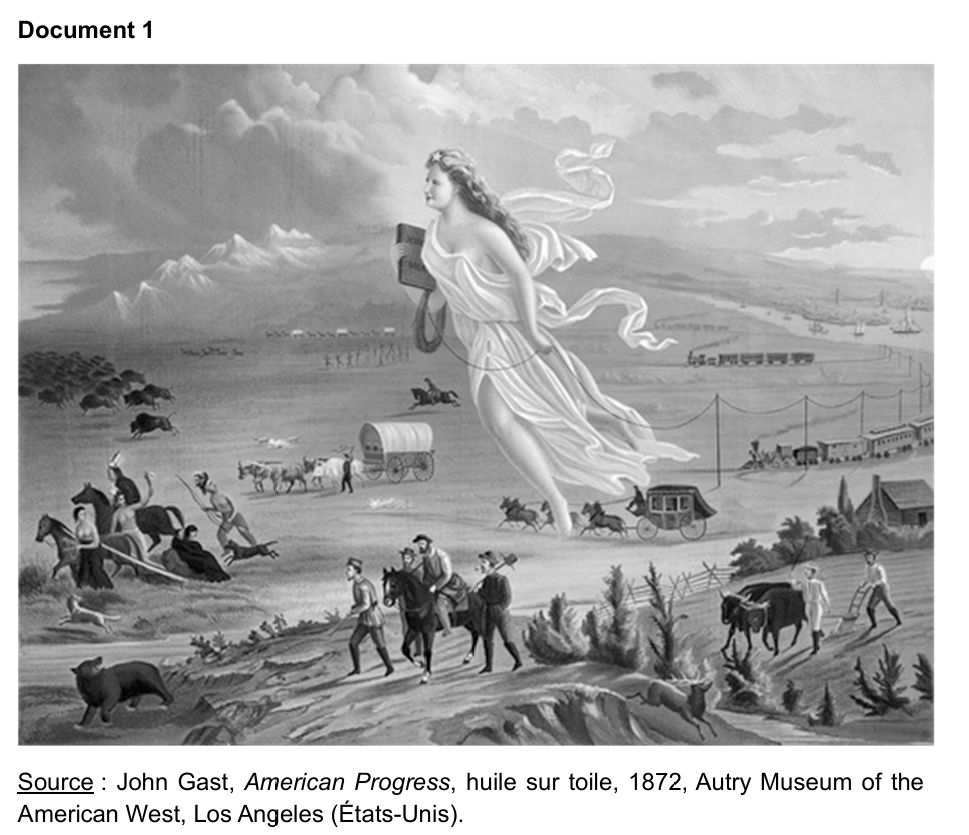 Document 1
Source : John Gast, American Progress, huile sur toile, 1872, Autry Museum of the
American West, Los Angeles (États-Unis).